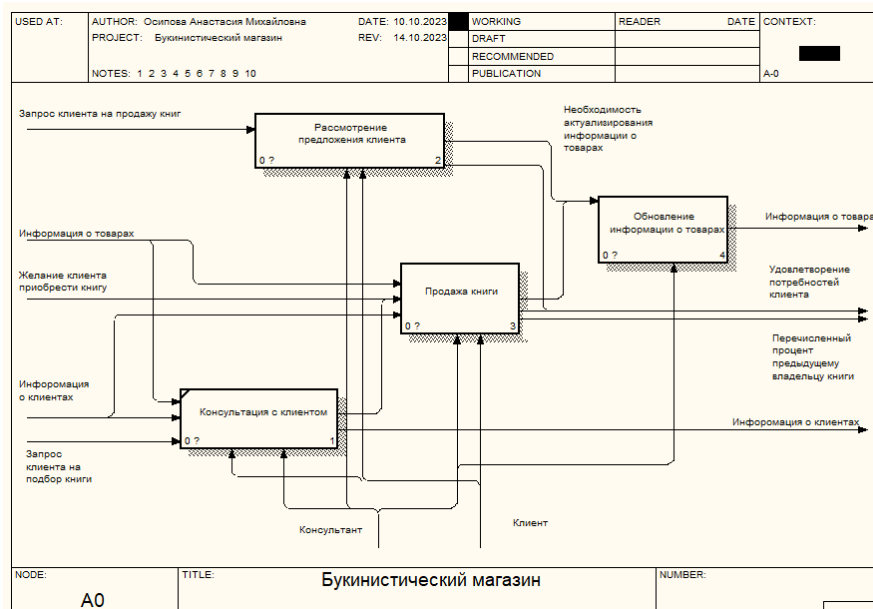 USED AT:
AUTHOR: Осипова Анастасия Михайловна
DATE: 10.10.2023
WORKING
READER
DATE
CONTEXT:
PROJECT: Букинистический магазин
REV: 14.10.2023
DRAFT
RECOMMENDED
NOTES: 1 2 3 4 5 6 7 8 9 10
PUBLICATION
A-0
Запрос клиента на продажу книг
Рассмотрение
предложения клиента
0 ?
2
Необходимость
актуализирования
информации о
товарах
Обновление
информации о товарах
0 ?
4
Информация о товара
Информация о товарах
Желание клиента
приобрести книгу
Продажа книги
0 ?
3
Удовлетворение
потребностей
клиента
Перечисленный
процент
предыдущему
владельцу книги
Инфоромация
о клиентах
Консультация с клиентом
0 ?
1
Инфоромация о клиентах
Запрос
клиента на
подбор книги
Консультант
Клиент
NODE:
TITLE:
Букинистический магазин
NUMBER:
A0